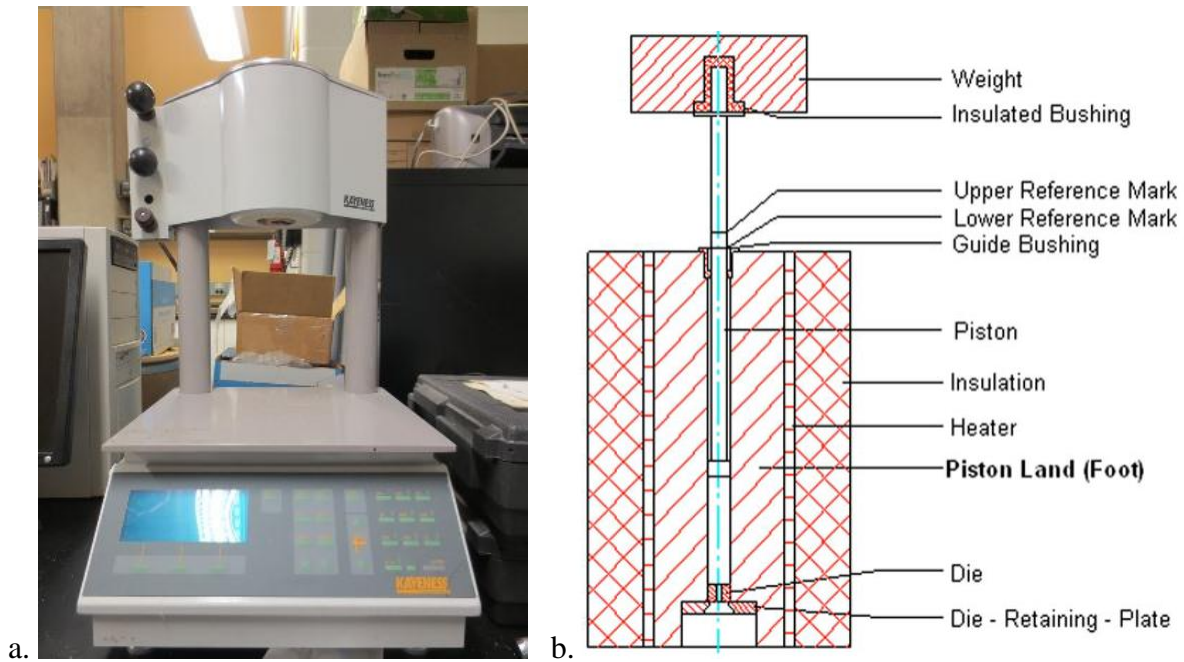 KAYENESS
KAYENESS
a.
b.
Weight
Insulated Bushing
Upper Reference Mark
Lower Reference Mark
Guide Bushing
Piston
Insulation
Heater
Piston Land (Foot)
Die
Die - Retaining - Plate